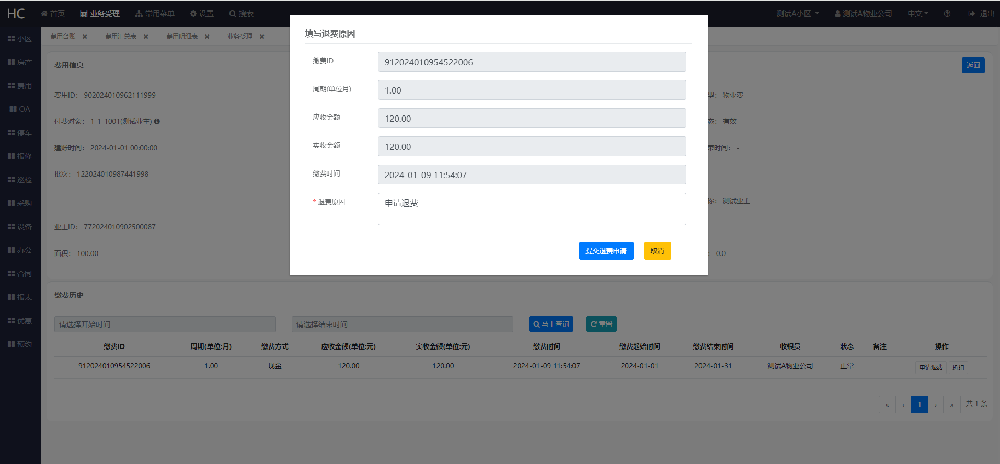 HC 首页 业务受理 常用菜单 设置 搜索 测试A小区 测试A物业公司 中文 退出
小区
房产
费用
OA
停车
报修
巡检
采购
设备
办公
合同
报表
优惠
预约
费用台账 费用汇总表 费用明细表 业务受理
填写退费原因
缴费ID 912024010954522006
周期(单位月) 1.00
应收金额 120.00
实收金额 120.00
缴费时间 2024-01-09 11:54:07
* 退费原因 申请退费
提交退费申请 取消
费用信息 返回
费用ID: 902024010962111999 型: 物业费
付费对象: 1-1-1001(测试业主) 态: 有效
建账时间: 2024-01-01 00:00:00 束时间: -
批次: 122024010987441998
称: 测试业主
业主ID: 772024010902500087
面积: 100.00 : 0.0
缴费历史
请选择开始时间 请选择结束时间 马上查询 重置
缴费ID 周期(单位:月) 缴费方式 应收金额(单位:元) 实收金额(单位:元) 缴费时间 缴费起始时间 缴费结束时间 收银员 状态 备注 操作
912024010954522006 1.00 现金 120.00 120.00 2024-01-09 11:54:07 2024-01-01 2024-01-31 测试A物业公司 正常 申请退费 折扣
« ‹ 1 › » 共 1 条